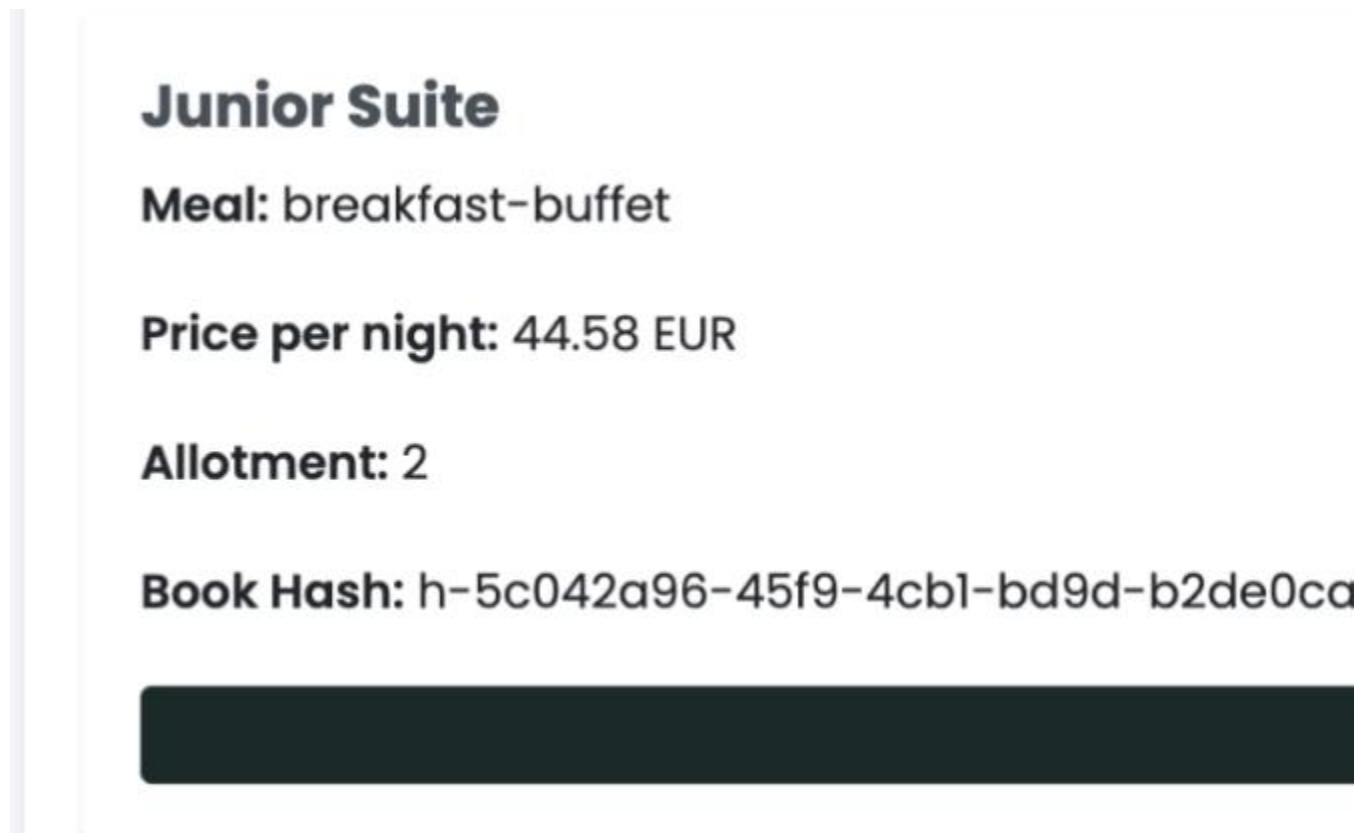 Junior Suite
Meal: breakfast-buffet
Price per night: 44.58 EUR
Allotment: 2
Book Hash: h-5c042a96-45f9-4cb1-bd9d-b2de0ca